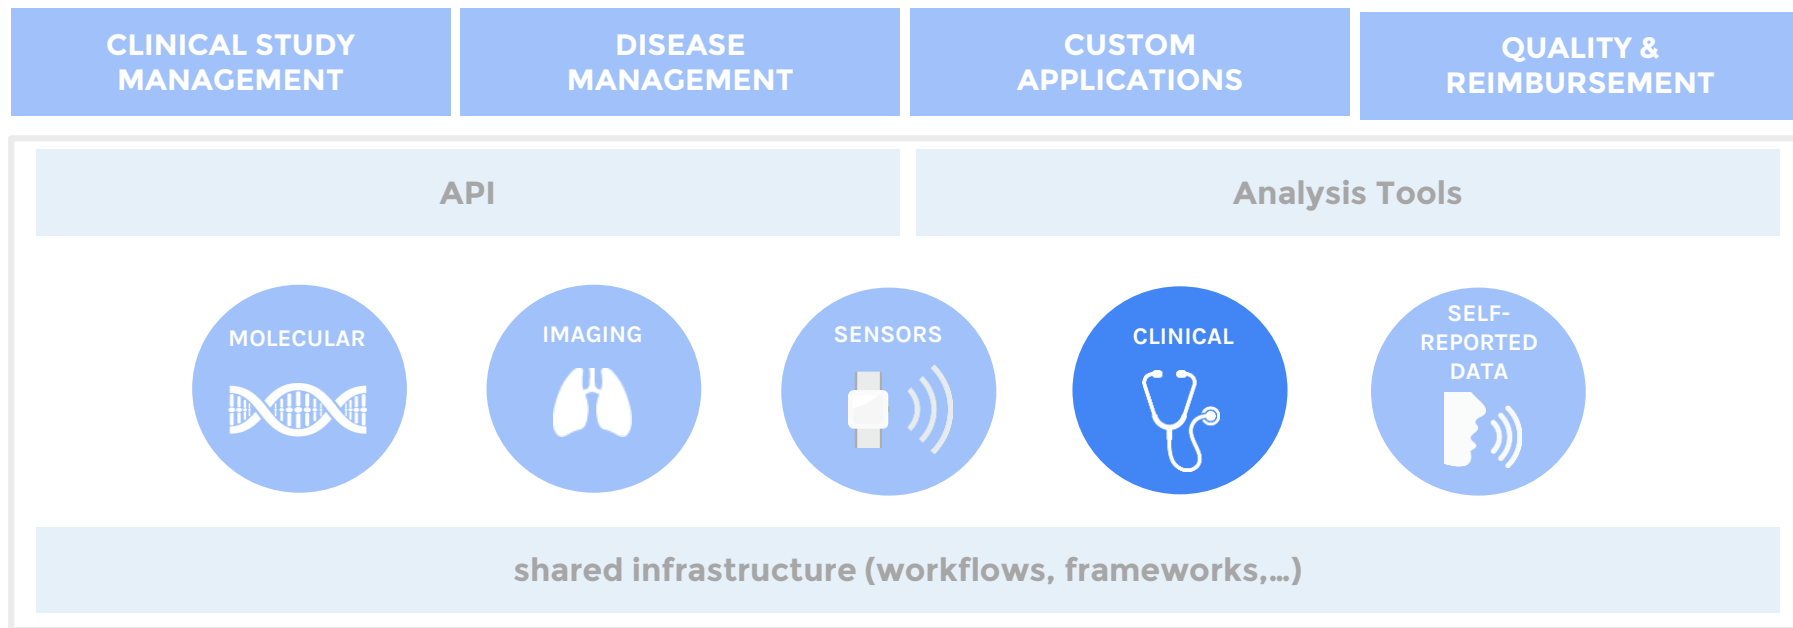 CLINICAL STUDY
MANAGEMENT
DISEASE
MANAGEMENT
CUSTOM
APPLICATIONS
QUALITY &
REIMBURSEMENT
API
Analysis Tools
MOLECULAR
IMAGING
SENSORS
CLINICAL
SELF-
REPORTED
DATA
shared infrastructure (workflows, frameworks,...)